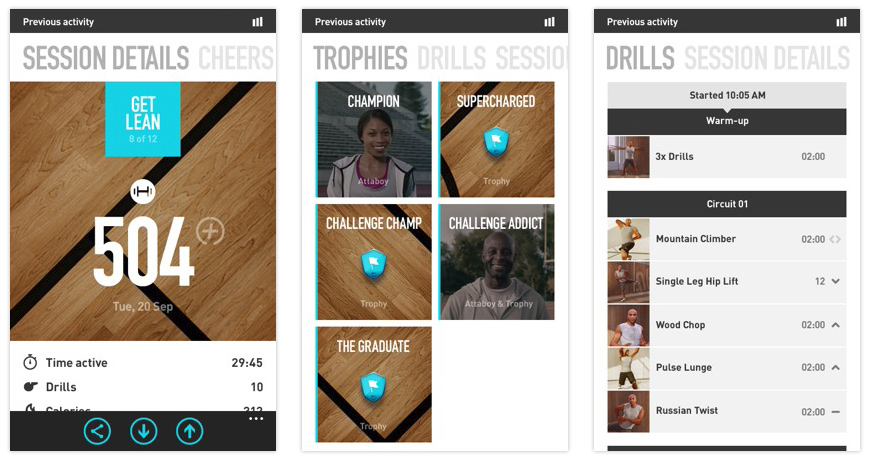 Previous activity
SESSION DETAILS CHEERS
GET
LEAN
8 of 12
504
Tue, 20 Sep
Time active 29:45
Drills 10
Calories 312
Previous activity
TROPHIES DRILLS SESSION
CHAMPION
Attaboy
SUPERCHARGED
Trophy
CHALLENGE CHAMP
Trophy
CHALLENGE ADDICT
Attaboy & Trophy
THE GRADUATE
Trophy
Previous activity
DRILLS SESSION DETAILS
Started 10:05 AM
Warm-up
3x Drills 02:00
Circuit 01
Mountain Climber 02:00
Single Leg Hip Lift 12
Wood Chop 02:00
Pulse Lunge 02:00
Russian Twist 02:00